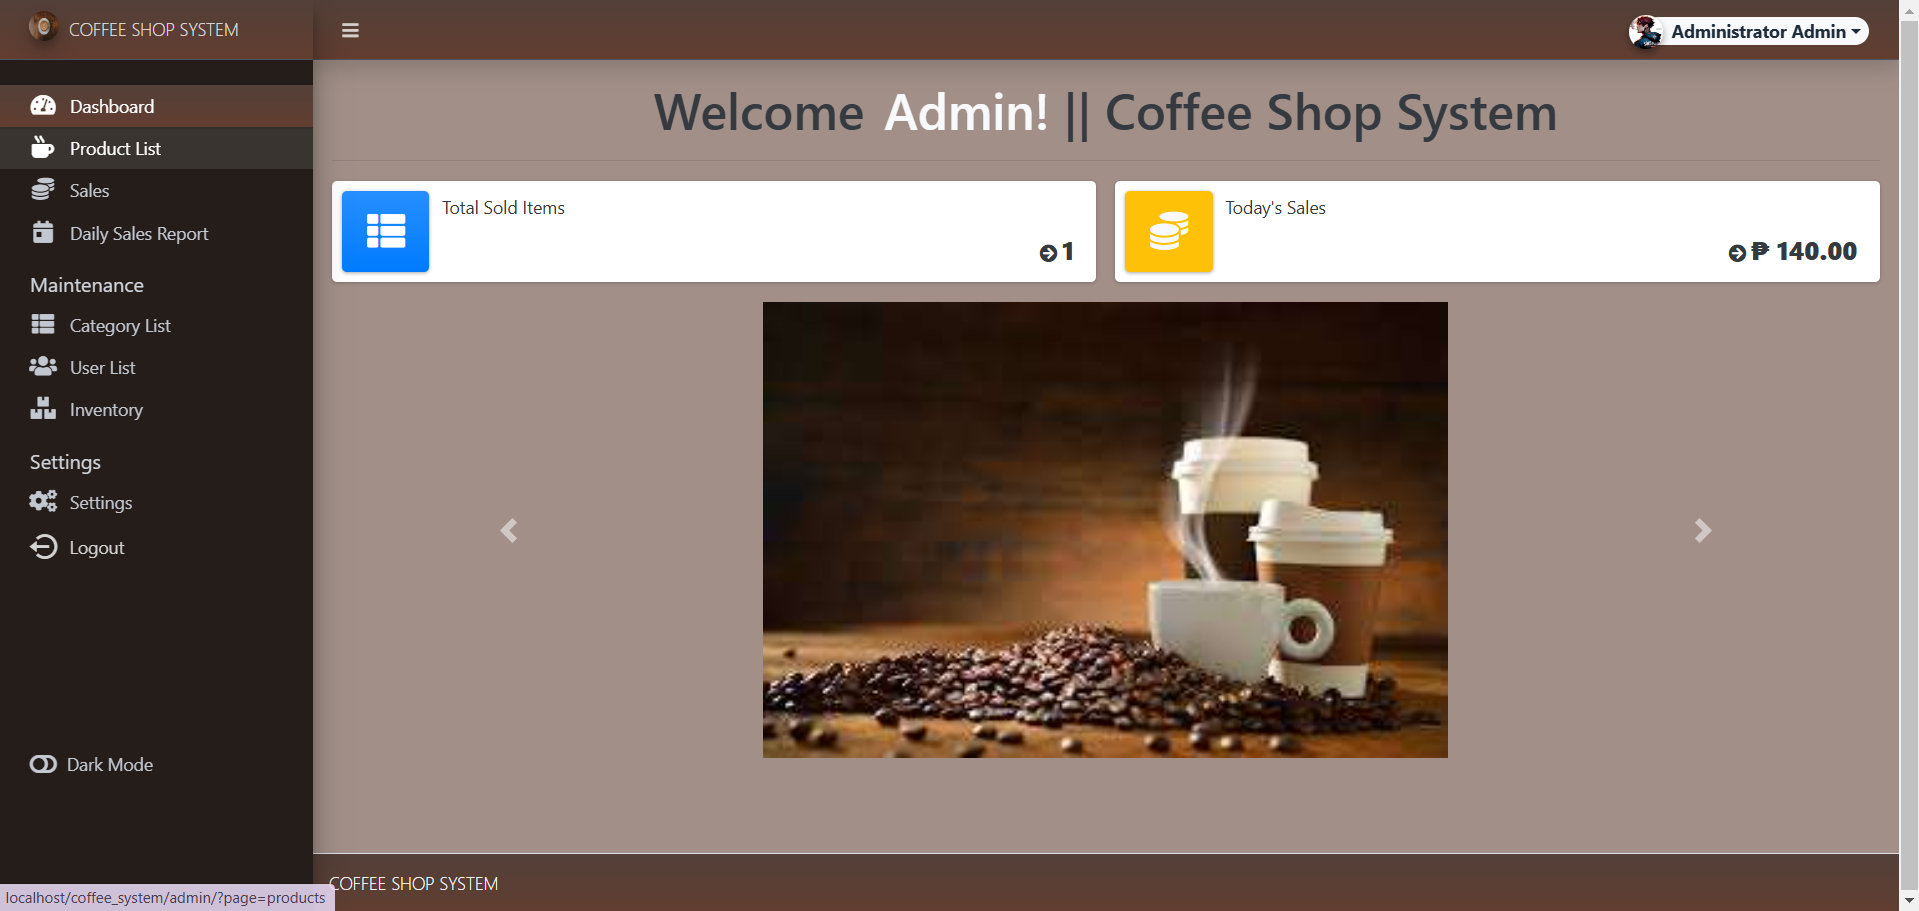 COFFEE SHOP SYSTEM
Administrator Admin
Dashboard
Product List
Sales
Daily Sales Report
Maintenance
Category List
User List
Inventory
Settings
Settings
Logout
Dark Mode
Welcome Admin! || Coffee Shop System
Total Sold Items
1
Today's Sales
₱ 140.00
COFFEE SHOP SYSTEM
localhost/coffee_system/admin/?page=products